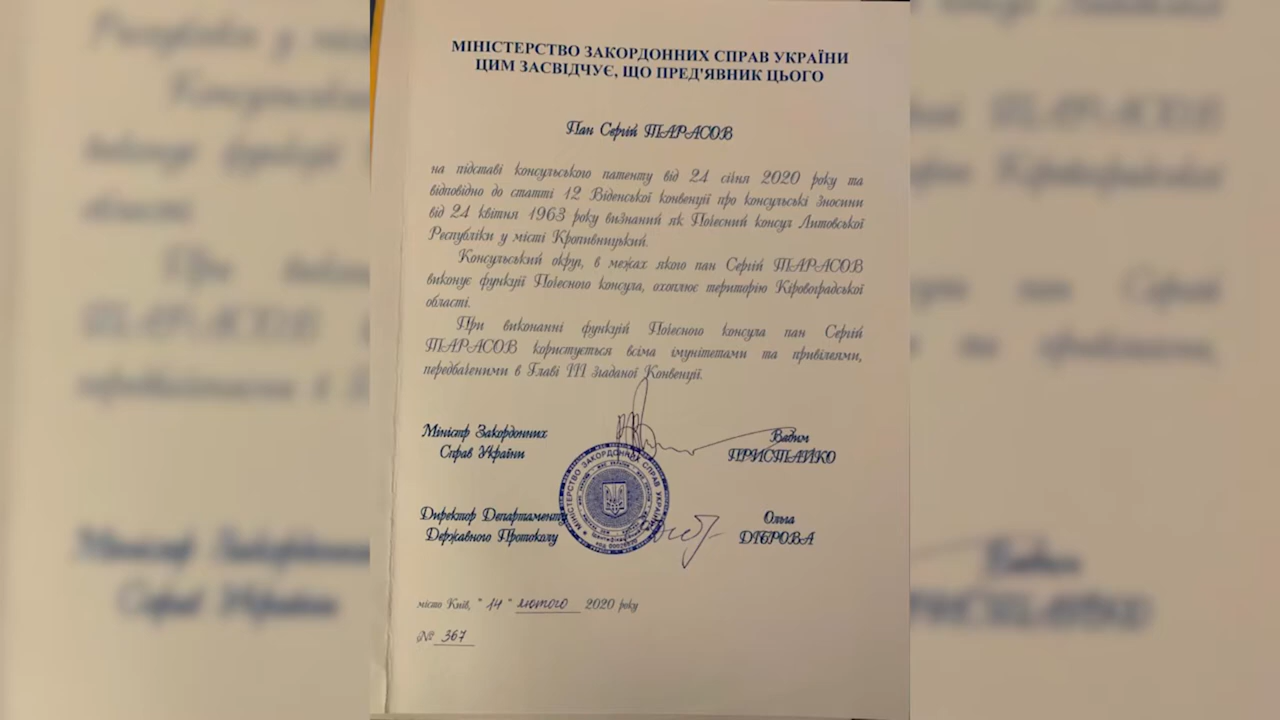 МІНІСТЕРСТВО ЗАКОРДОННИХ СПРАВ УКРАЇНИ
ЦИМ ЗАСВІДЧУЄ, ЩО ПРЕД'ЯВНИК ЦЬОГО
Пан Сергій ТАРАСОВ
на підставі консульського патенту від 24 січня 2020 року та
відповідно до статті 12 Віденської конвенції про консульські зносини
від 24 квітня 1963 року визнаний як Почесний консул Литовської
Республіки у місті Кропивницький.
Консульський округ, в межах якого пан Сергій ТАРАСОВ
виконує функції Почесного консула, охоплює територію Кіровоградської
області.
При виконанні функцій Почесного консула пан Сергій
ТАРАСОВ користується всіма імунітетами та привілеями,
передбаченими в Главі III згаданої Конвенції.
Міністр Закордонних
Справ України
Вадим
ПРИСТАЙКО
МІНІСТЕРСТВО ЗАКОРДОННИХ СПРАВ УКРАЇНИ
Директор Департаменту
Державного Протоколу
Ольга
ДІБРОВА
місто Київ, "14" лютого 2020 року
№ 367